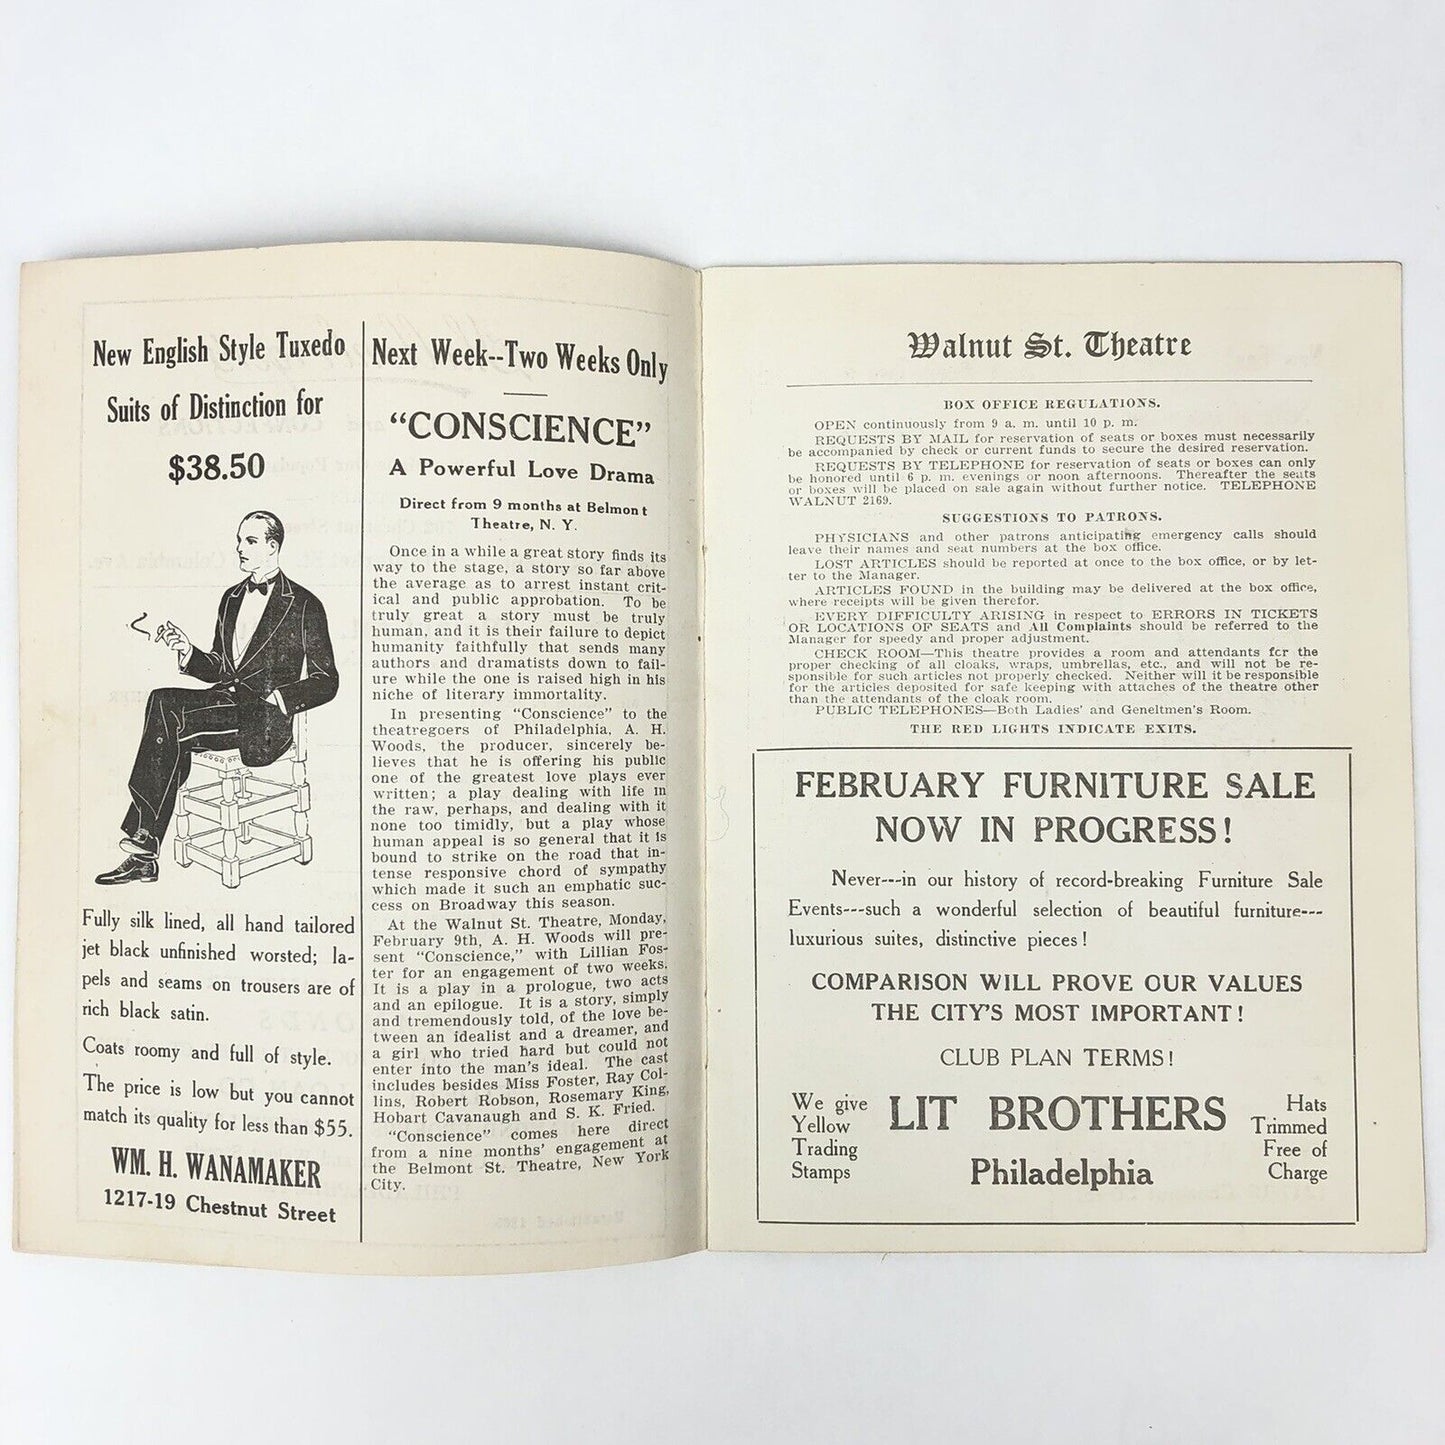 New English Style Tuxedo
Suits of Distinction for
$38.50
Fully silk lined, all hand tailored
jet black unfinished worsted; la-
pels and seams on trousers are of
rich black satin.
Coats roomy and full of style.
The price is low but you cannot
match its quality for less than $55.
WM. H. WANAMAKER
1217-19 Chestnut Street
Next Week--Two Weeks Only
"CONSCIENCE"
A Powerful Love Drama
Direct from 9 months at Belmont
Theatre, N. Y.
Once in a while a great story finds its
way to the stage, a story so far above
the average as to arrest instant crit-
ical and public approbation. To be
truly great a story must be truly
human, and it is their failure to depict
humanity faithfully that sends many
authors and dramatists down to fail-
ure while the one is raised high in his
niche of literary immortality.
In presenting "Conscience" to the
theatregoers of Philadelphia, A. H.
Woods, the producer, sincerely be-
lieves that he is offering his public
one of the greatest love plays ever
written; a play dealing with life in
the raw, perhaps, and dealing with it
none too timidly, but a play whose
human appeal is so general that it is
bound to strike on the road that in-
tense responsive chord of sympathy
which made it such an emphatic suc-
cess on Broadway this season.
At the Walnut St. Theatre, Monday,
February 9th, A. H. Woods will pre-
sent "Conscience," with Lillian Fos-
ter for an engagement of two weeks.
It is a play in a prologue, two acts
and an epilogue. It is a story, simply
and tremendously told, of the love be-
tween an idealist and a dreamer, and
a girl who tried hard but could not
enter into the man's ideal. The cast
includes besides Miss Foster, Ray Col-
lins, Robert Robson, Rosemary King,
Hobart Cavanaugh and S. K. Fried.
"Conscience" comes here direct
from a nine months' engagement at
the Belmont St. Theatre, New York
City.
Walnut St. Theatre
BOX OFFICE REGULATIONS.
OPEN continuously from 9 a. m. until 10 p. m.
REQUESTS BY MAIL for reservation of seats or boxes must necessarily
be accompanied by check or current funds to secure the desired reservation.
REQUESTS BY TELEPHONE for reservation of seats or boxes can only
be honored until 6 p. m. evenings or noon afternoons. Thereafter the seats
or boxes will be placed on sale again without further notice. TELEPHONE
WALNUT 2169.
SUGGESTIONS TO PATRONS.
PHYSICIANS and other patrons anticipating emergency calls should
leave their names and seat numbers at the box office.
LOST ARTICLES should be reported at once to the box office, or by let-
ter to the Manager.
ARTICLES FOUND in the building may be delivered at the box office,
where receipts will be given therefor.
EVERY DIFFICULTY ARISING in respect to ERRORS IN TICKETS
OR LOCATIONS OF SEATS and All Complaints should be referred to the
Manager for speedy and proper adjustment.
CHECK ROOM—This theatre provides a room and attendants for the
proper checking of all cloaks, wraps, umbrellas, etc., and will not be re-
sponsible for such articles not properly checked. Neither will it be responsible
for the articles deposited for safe keeping with attaches of the theatre other
than the attendants of the cloak room.
PUBLIC TELEPHONES—Both Ladies' and Geneltmen's Room.
THE RED LIGHTS INDICATE EXITS.
FEBRUARY FURNITURE SALE
NOW IN PROGRESS!
Never---in our history of record-breaking Furniture Sale
Events---such a wonderful selection of beautiful furniture---
luxurious suites, distinctive pieces!
COMPARISON WILL PROVE OUR VALUES
THE CITY'S MOST IMPORTANT!
CLUB PLAN TERMS!
We give
Yellow
Trading
Stamps
LIT BROTHERS
Philadelphia
Hats
Trimmed
Free of
Charge